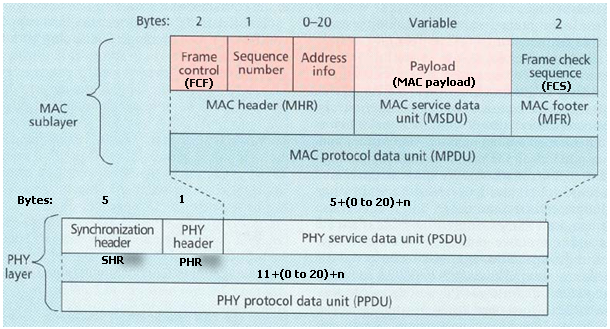 Bytes: 2 1 0–20 Variable 2
Frame control (FCF)
Sequence number
Address info
Payload (MAC payload)
Frame check sequence (FCS)
MAC sublayer
MAC header (MHR)
MAC service data unit (MSDU)
MAC footer (MFR)
MAC protocol data unit (MPDU)
Bytes: 5 1 5+(0 to 20)+n
Synchronization header
PHY header
PHY service data unit (PSDU)
PHY layer
SHR PHR
11+(0 to 20)+n
PHY protocol data unit (PPDU)